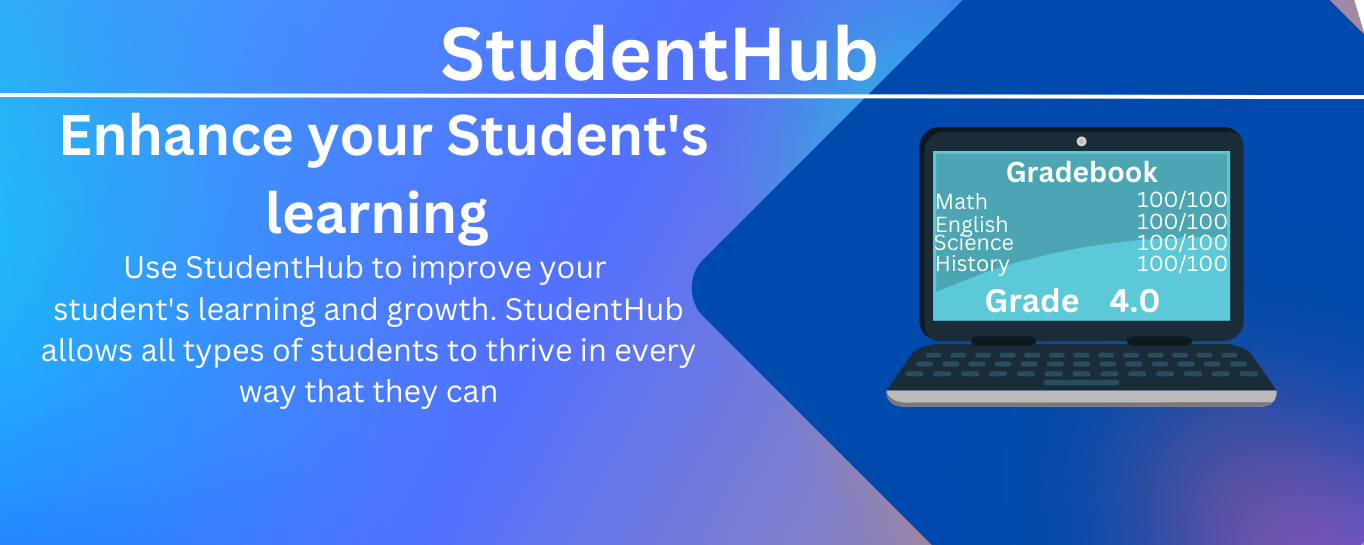 StudentHub
Enhance your Student's
learning
Use StudentHub to improve your
student's learning and growth. StudentHub
allows all types of students to thrive in every
way that they can
Gradebook
Math 100/100
English 100/100
Science 100/100
History 100/100
Grade 4.0